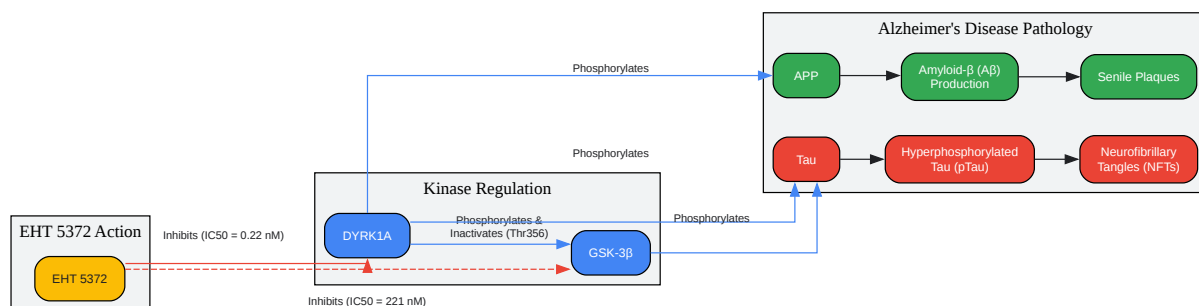 Alzheimer's Disease Pathology
Phosphorylates
APP
Amyloid-β (Aβ)
Production
Senile Plaques
Phosphorylates
Tau
Hyperphosphorylated
Tau (pTau)
Neurofibrillary
Tangles (NFTs)
Kinase Regulation
Phosphorylates &
Inactivates (Thr356)
Phosphorylates
EHT 5372 Action
Inhibits (IC50 = 0.22 nM)
DYRK1A
GSK-3β
EHT 5372
Inhibits (IC50 = 221 nM)